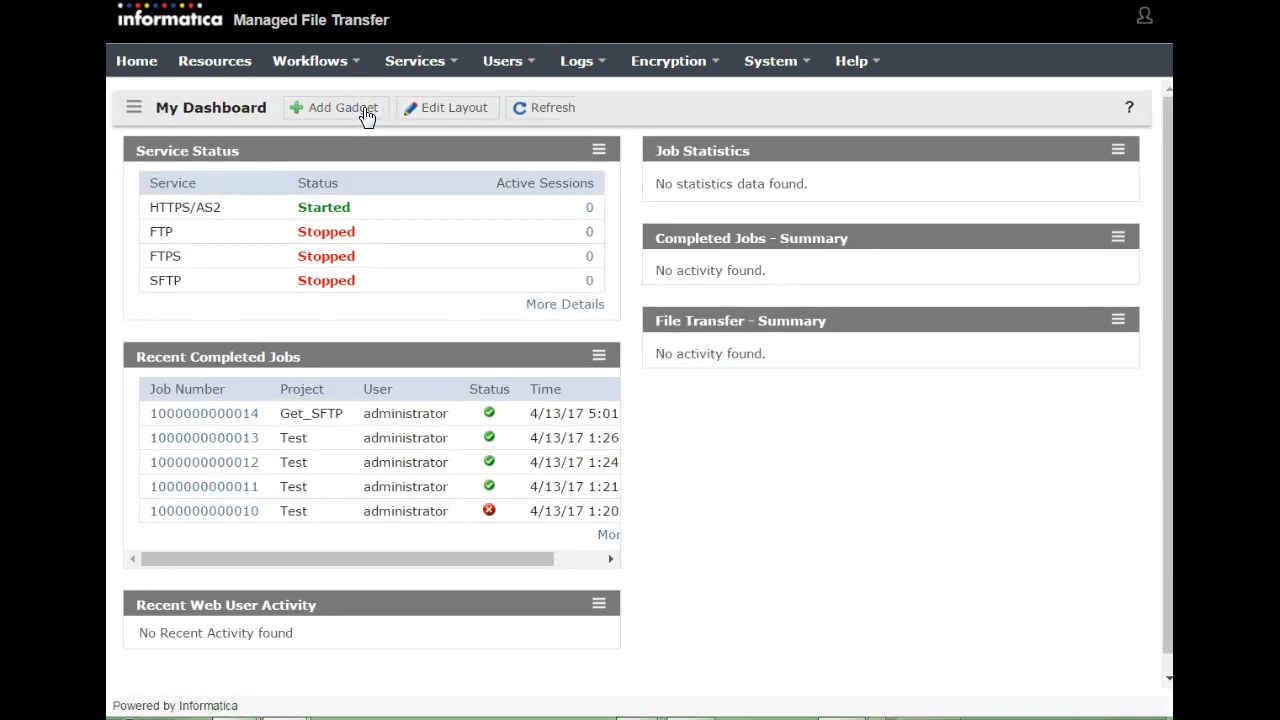 informatica Managed File Transfer
Home Resources Workflows Services Users Logs Encryption System Help
My Dashboard Add Gadget Edit Layout Refresh ?
Service Status
Service Status Active Sessions
HTTPS/AS2 Started 0
FTP Stopped 0
FTPS Stopped 0
SFTP Stopped 0
More Details
Recent Completed Jobs
Job Number Project User Status Time
1000000000014 Get_SFTP administrator 4/13/17 5:01
1000000000013 Test administrator 4/13/17 1:26
1000000000012 Test administrator 4/13/17 1:24
1000000000011 Test administrator 4/13/17 1:21
1000000000010 Test administrator 4/13/17 1:20
Mor
Recent Web User Activity
No Recent Activity found
Job Statistics
No statistics data found.
Completed Jobs - Summary
No activity found.
File Transfer - Summary
No activity found.
Powered by Informatica